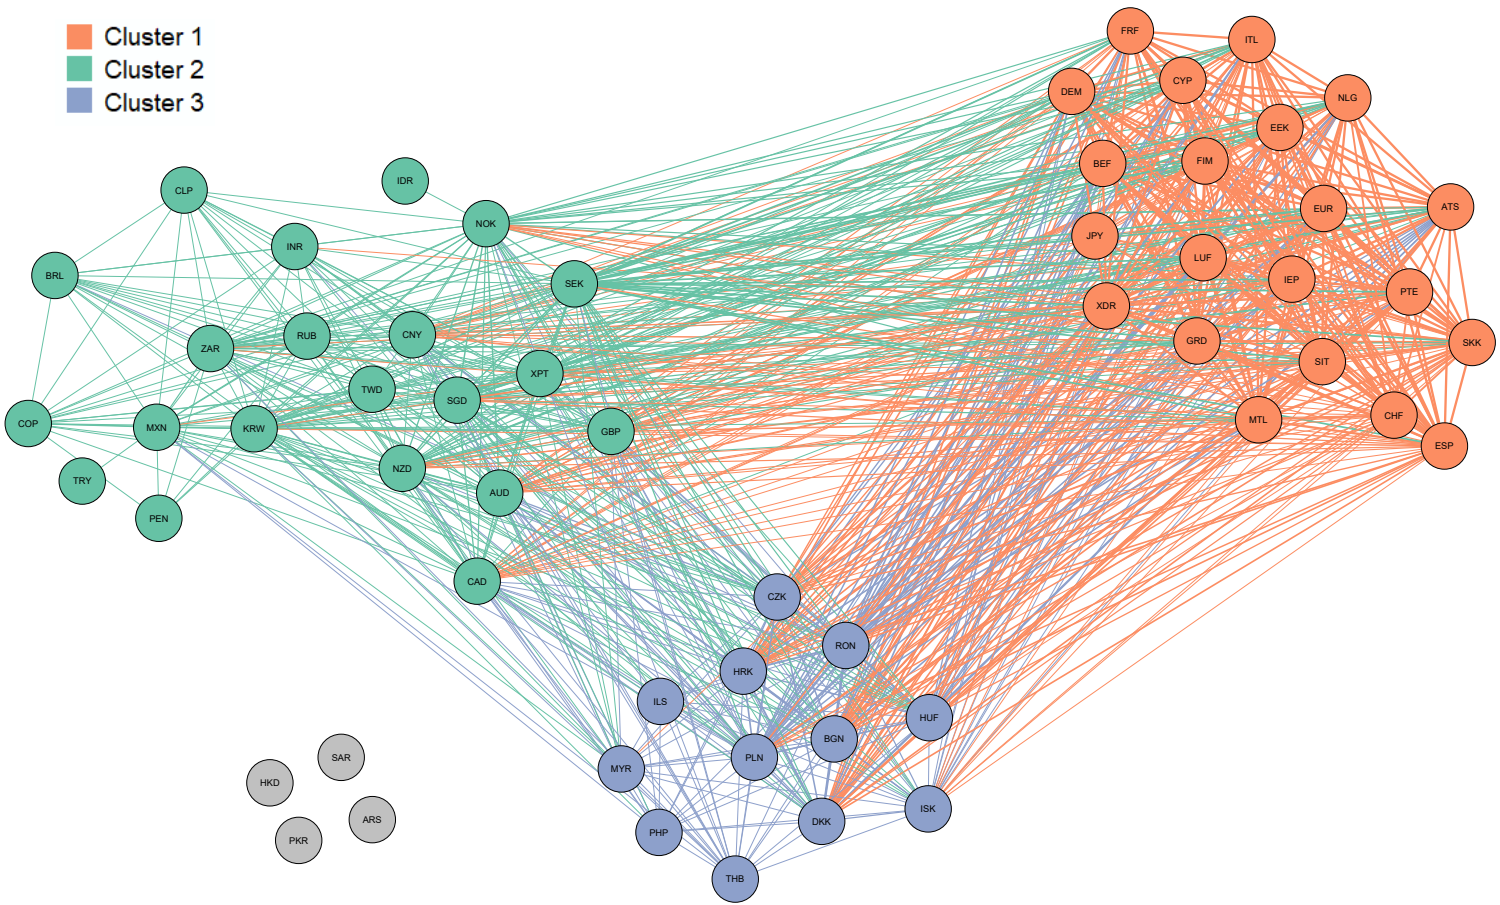 Cluster 1
Cluster 2
Cluster 3
FRF
ITL
CYP
DEM
NLG
EEK
BEF
FIM
EUR
ATS
JPY
LUF
IEP
PTE
XDR
GRD
SKK
SIT
CHF
MTL
ESP
IDR
CLP
NOK
INR
BRL
SEK
RUB
CNY
ZAR
XPT
TWD
SGD
COP
MXN
KRW
GBP
NZD
TRY
AUD
PEN
CAD
CZK
RON
HRK
ILS
HUF
BGN
PLN
MYR
ISK
DKK
PHP
THB
SAR
HKD
ARS
PKR